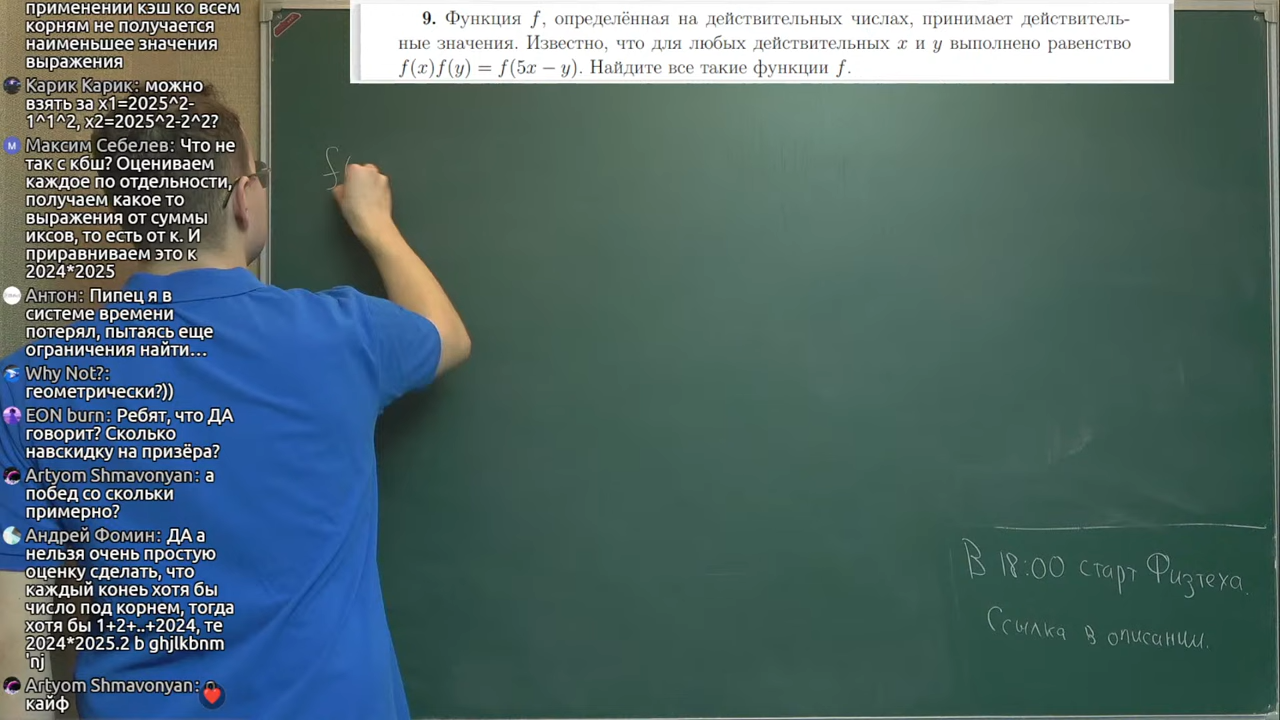 применении кэш ко всем
корням не получается
наименьшее значения
выражения
Карик Карик: можно
взять за x1=2025^2-
1^1^2, x2=2025^2-2^2?
Максим Себелев: Что не
так с кбш? Оцениваем
каждое по отдельности,
получаем какое то
выражения от суммы
иксов, то есть от к. И
приравниваем это к
2024*2025
Антон: Пипец я в
системе времени
потерял, пытаясь еще
ограничения найти...
Why Not?:
геометрически?))
EON burn: Ребят, что ДА
говорит? Сколько
навскидку на призёра?
Artyom Shmavonyan: а
побед со скольки
примерно?
Андрей Фомин: ДА а
нельзя очень простую
оценку сделать, что
каждый конеь хотя бы
число под корнем, тогда
хотя бы 1+2+..+2024, те
2024*2025.2 b ghjlkbnm
'nj
Artyom Shmavonyan:
кайф
9. Функция f, определённая на действительных числах, принимает действитель-
ные значения. Известно, что для любых действительных x и y выполнено равенство
f(x)f(y) = f(5x − y). Найдите все такие функции f.
f(
В 18:00 старт Физтеха.
Ссылка в описании.